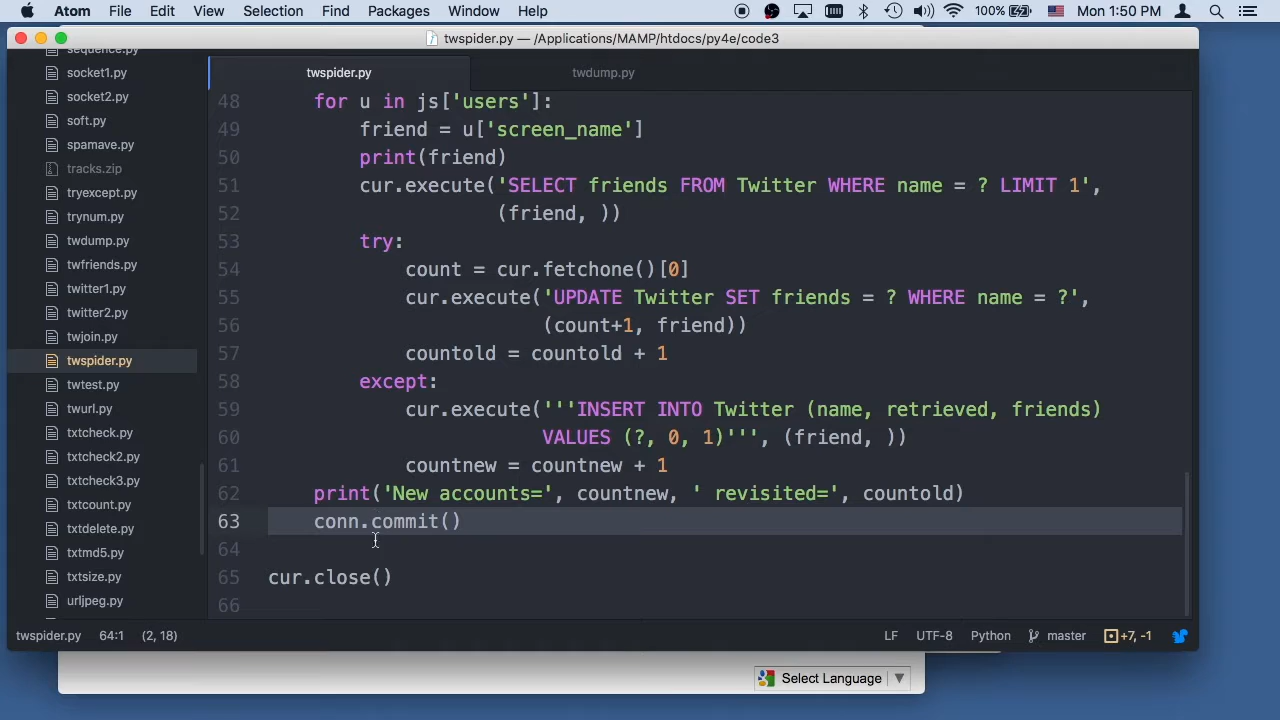 Atom File Edit View Selection Find Packages Window Help 100% Mon 1:50 PM
twspider.py — /Applications/MAMP/htdocs/py4e/code3
sequence.py
socket1.py
socket2.py
soft.py
spamave.py
tracks.zip
tryexcept.py
trynum.py
twdump.py
twfriends.py
twitter1.py
twitter2.py
twjoin.py
twspider.py
twtest.py
twurl.py
txtcheck.py
txtcheck2.py
txtcheck3.py
txtcount.py
txtdelete.py
txtmd5.py
txtsize.py
urljpeg.py
twspider.py twdump.py
48 for u in js['users']:
49 friend = u['screen_name']
50 print(friend)
51 cur.execute('SELECT friends FROM Twitter WHERE name = ? LIMIT 1',
52 (friend, ))
53 try:
54 count = cur.fetchone()[0]
55 cur.execute('UPDATE Twitter SET friends = ? WHERE name = ?',
56 (count+1, friend))
57 countold = countold + 1
58 except:
59 cur.execute('''INSERT INTO Twitter (name, retrieved, friends)
60 VALUES (?, 0, 1)''', (friend, ))
61 countnew = countnew + 1
62 print('New accounts=', countnew, ' revisited=', countold)
63 conn.commit()
64
65 cur.close()
66
twspider.py 64:1 (2, 18) LF UTF-8 Python master +7, -1
Select Language ▼